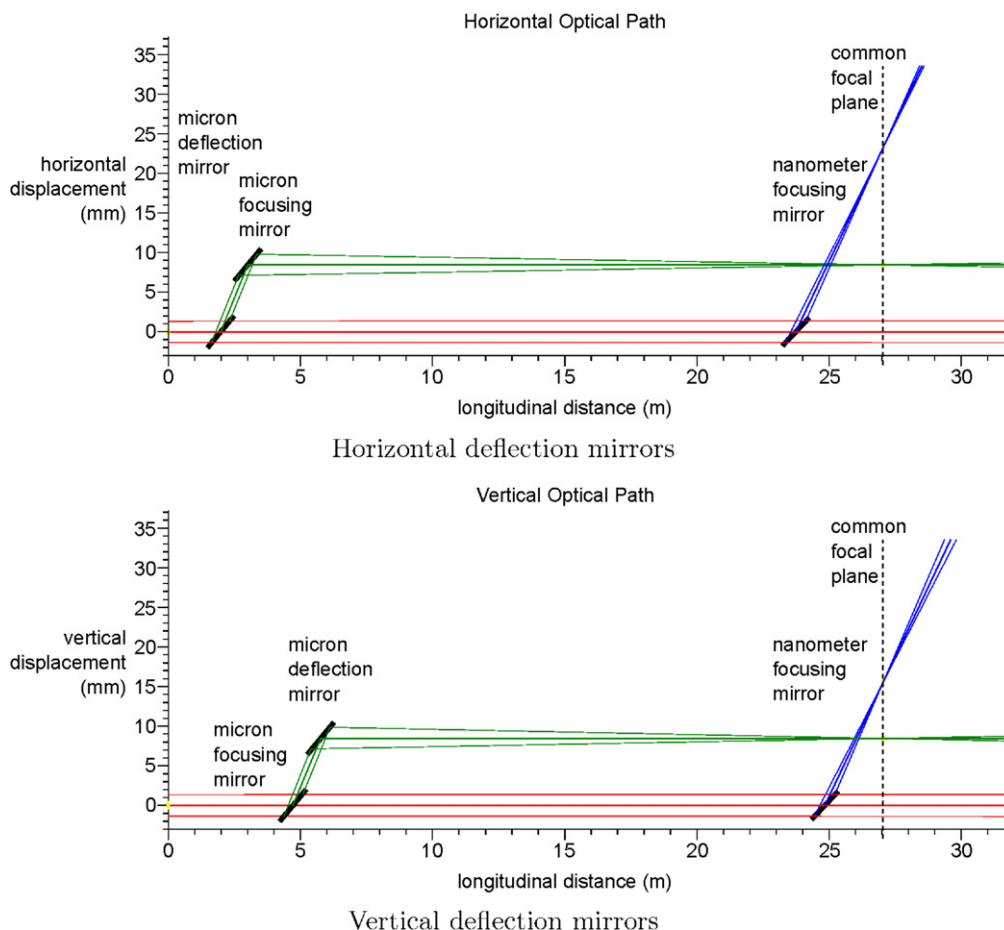 Horizontal Optical Path
35
30
25
20
15
10
5
0
horizontal
displacement
(mm)
micron
deflection
mirror
micron
focusing
mirror
nanometer
focusing
mirror
common
focal
plane
0 5 10 15 20 25 30
longitudinal distance (m)
Horizontal deflection mirrors
Vertical Optical Path
35
30
25
20
15
10
5
0
vertical
displacement
(mm)
micron
deflection
mirror
micron
focusing
mirror
nanometer
focusing
mirror
common
focal
plane
0 5 10 15 20 25 30
longitudinal distance (m)
Vertical deflection mirrors